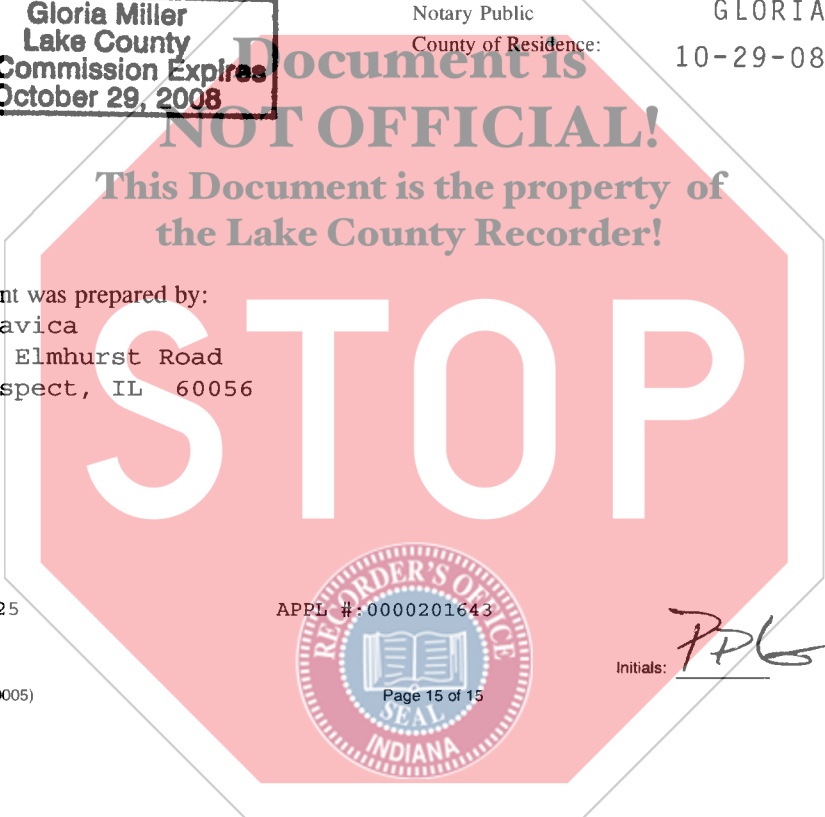 Gloria Miller
Lake County
Commission Expires
October 29, 2008
Notary Public
County of Residence:
GLORIA
10-29-08
Document is
NOT OFFICIAL!
This Document is the property of
the Lake County Recorder!
nt was prepared by:
avica
Elmhurst Road
spect, IL 60056
STOP
25
APPL #:0000201643
RECORDER'S OFFICE
SEAL
INDIANA
Initials: PPG
0005)
Page 15 of 15